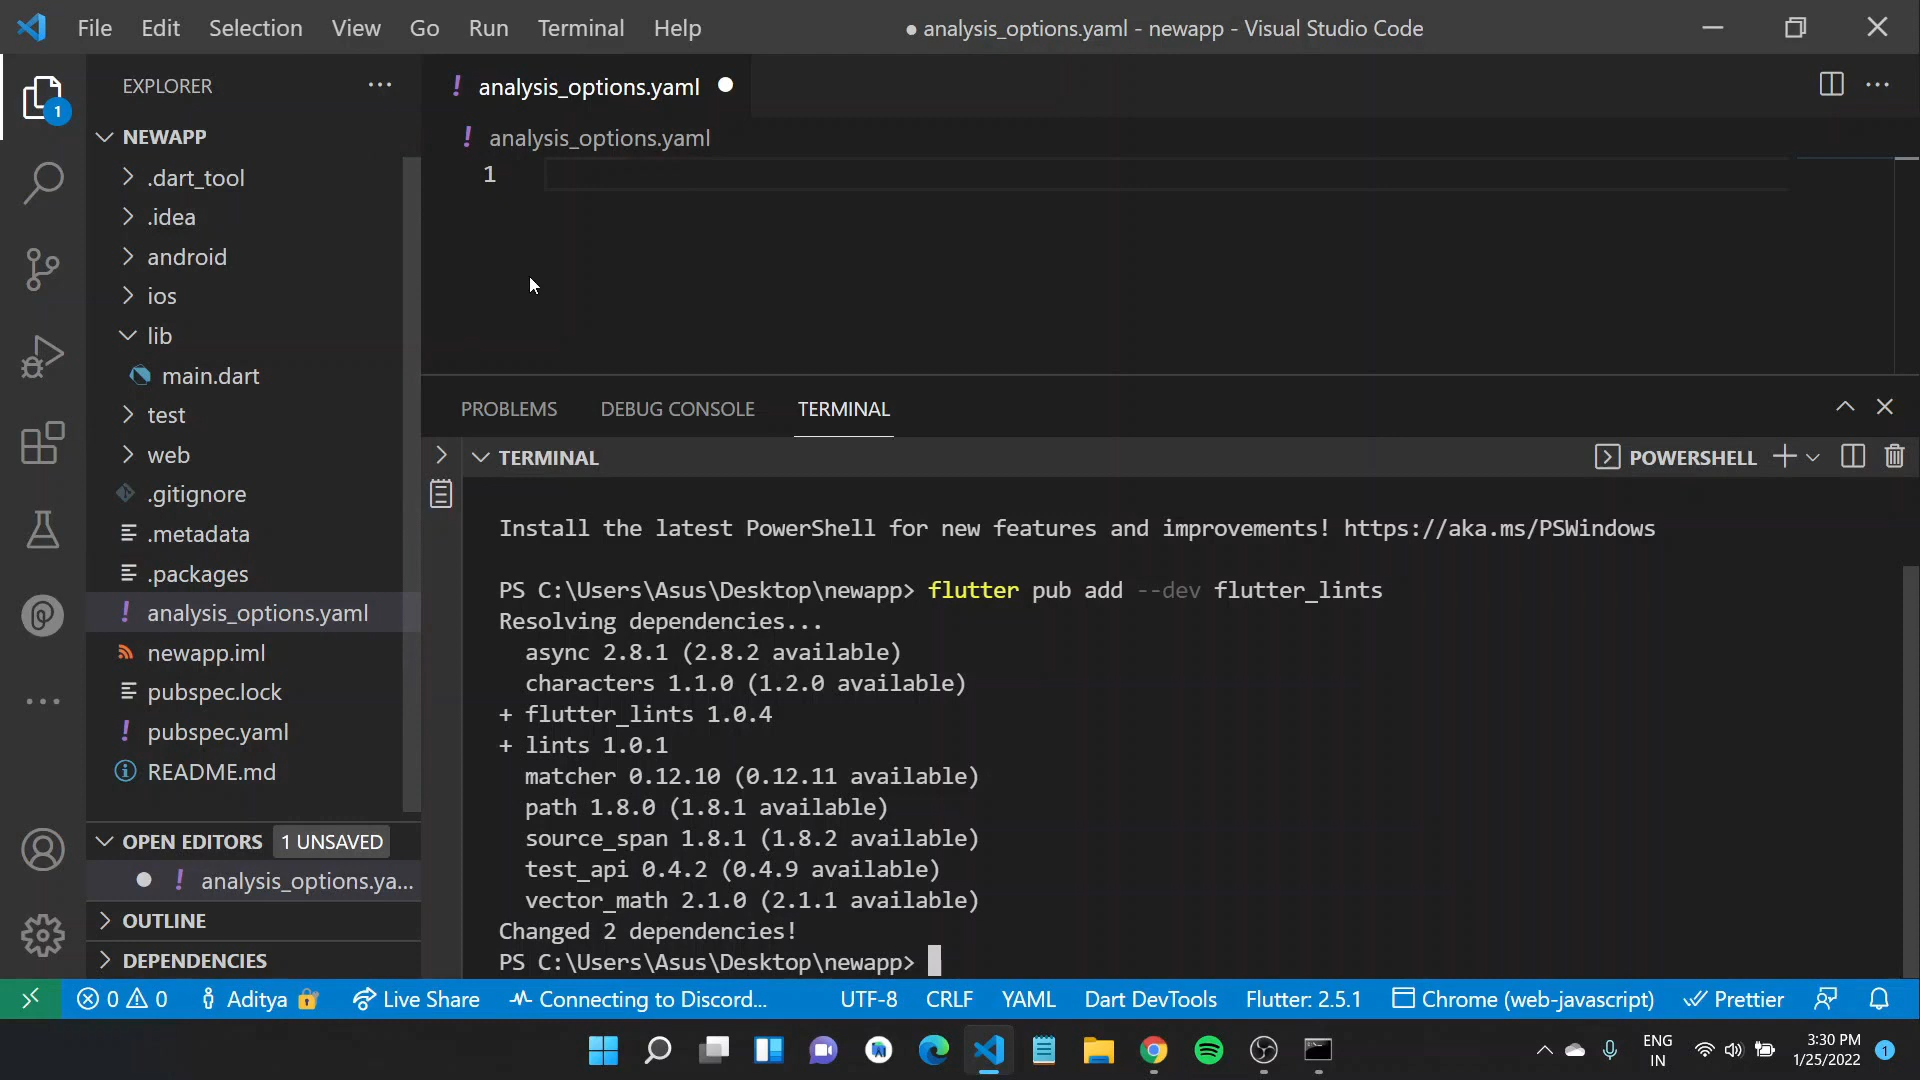 File Edit Selection View Go Run Terminal Help
● analysis_options.yaml - newapp - Visual Studio Code
EXPLORER
1
NEWAPP
.dart_tool
.idea
android
ios
lib
main.dart
test
web
.gitignore
.metadata
.packages
! analysis_options.yaml
newapp.iml
pubspec.lock
! pubspec.yaml
README.md
OPEN EDITORS 1 UNSAVED
● ! analysis_options.ya...
OUTLINE
DEPENDENCIES
! analysis_options.yaml ●
! analysis_options.yaml
1
PROBLEMS DEBUG CONSOLE TERMINAL
TERMINAL
POWERSHELL
Install the latest PowerShell for new features and improvements! https://aka.ms/PSWindows
PS C:\Users\Asus\Desktop\newapp> flutter pub add --dev flutter_lints
Resolving dependencies...
async 2.8.1 (2.8.2 available)
characters 1.1.0 (1.2.0 available)
+ flutter_lints 1.0.4
+ lints 1.0.1
matcher 0.12.10 (0.12.11 available)
path 1.8.0 (1.8.1 available)
source_span 1.8.1 (1.8.2 available)
test_api 0.4.2 (0.4.9 available)
vector_math 2.1.0 (2.1.1 available)
Changed 2 dependencies!
PS C:\Users\Asus\Desktop\newapp>
0 0 Aditya Live Share Connecting to Discord... UTF-8 CRLF YAML Dart DevTools Flutter: 2.5.1 Chrome (web-javascript) Prettier
ENG
IN
3:30 PM
1/25/2022
1